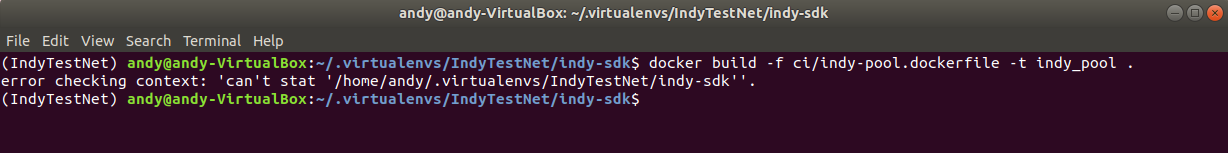 andy@andy-VirtualBox: ~/.virtualenvs/IndyTestNet/indy-sdk
File Edit View Search Terminal Help
(IndyTestNet) andy@andy-VirtualBox:~/.virtualenvs/IndyTestNet/indy-sdk$ docker build -f ci/indy-pool.dockerfile -t indy_pool .
error checking context: 'can't stat '/home/andy/.virtualenvs/IndyTestNet/indy-sdk''.
(IndyTestNet) andy@andy-VirtualBox:~/.virtualenvs/IndyTestNet/indy-sdk$